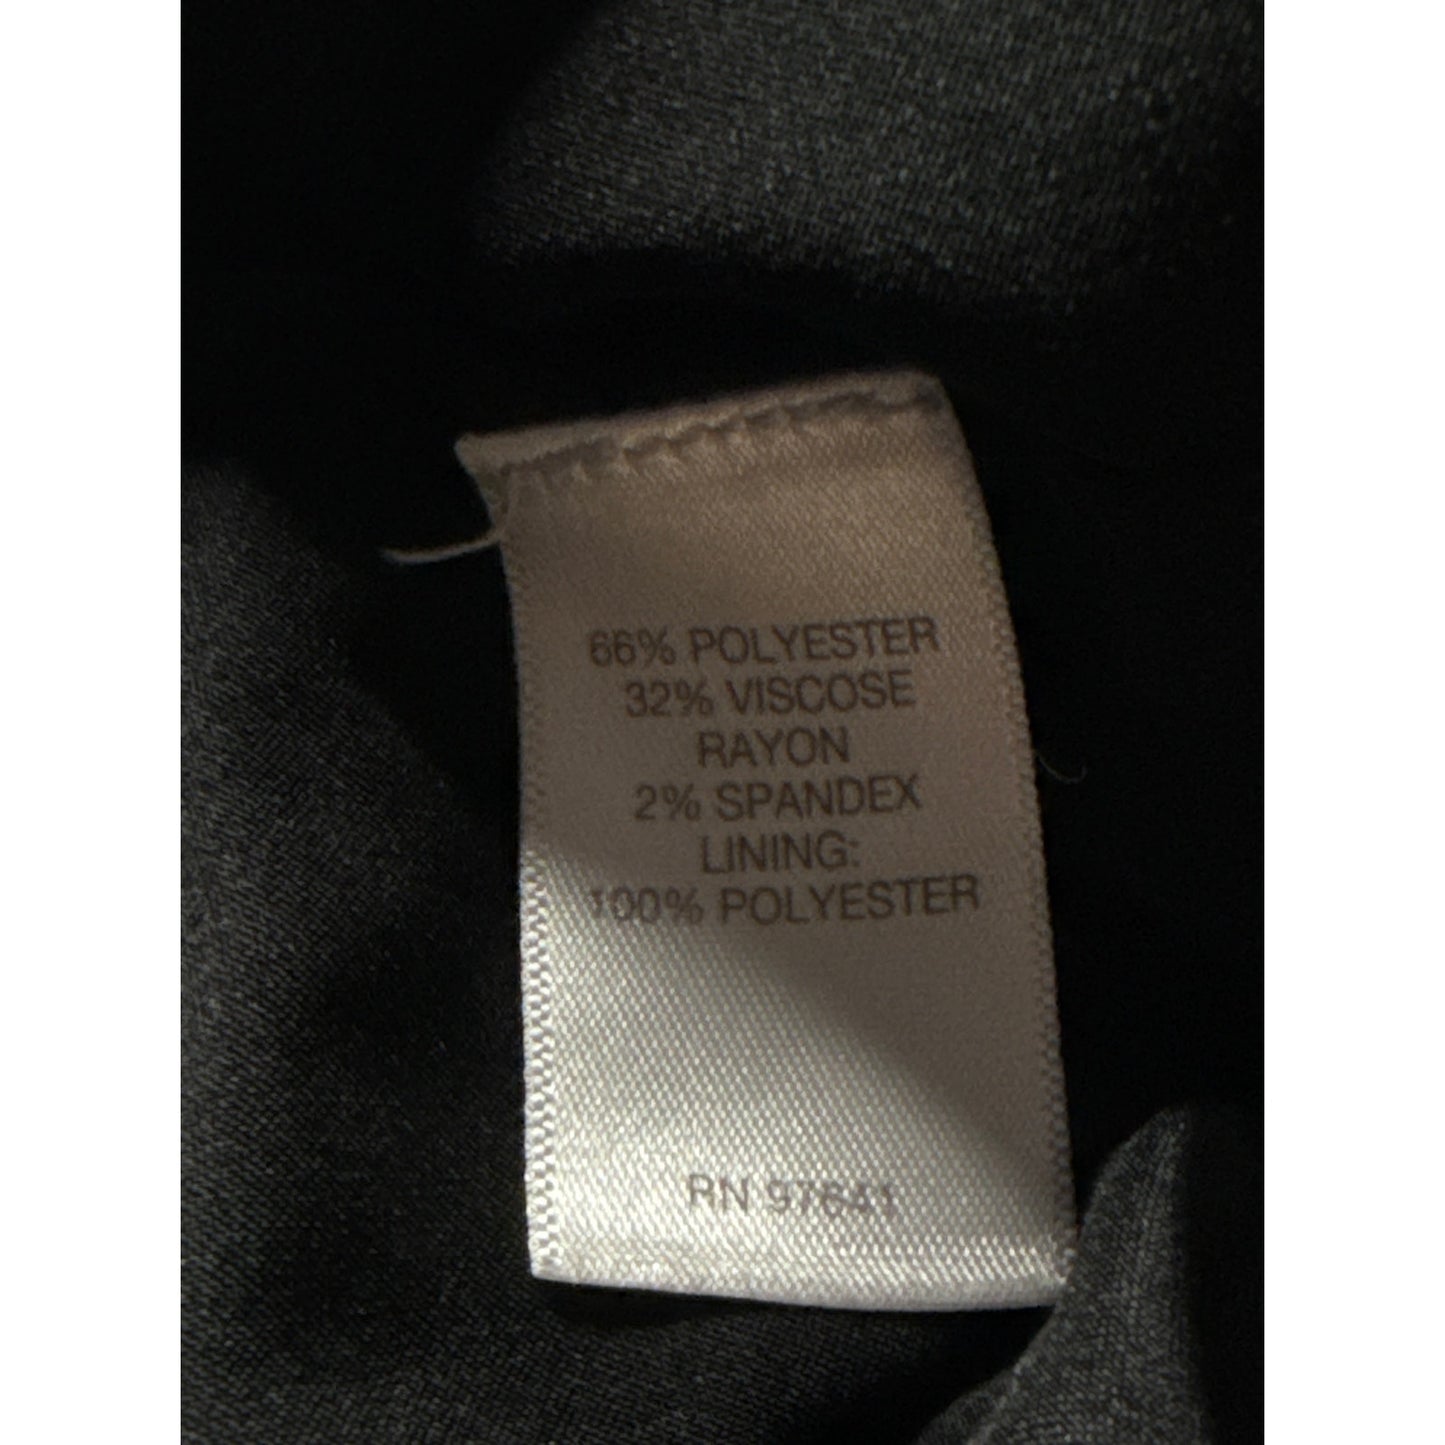 66% POLYESTER
32% VISCOSE
RAYON
2% SPANDEX
LINING:
100% POLYESTER
RN 97641